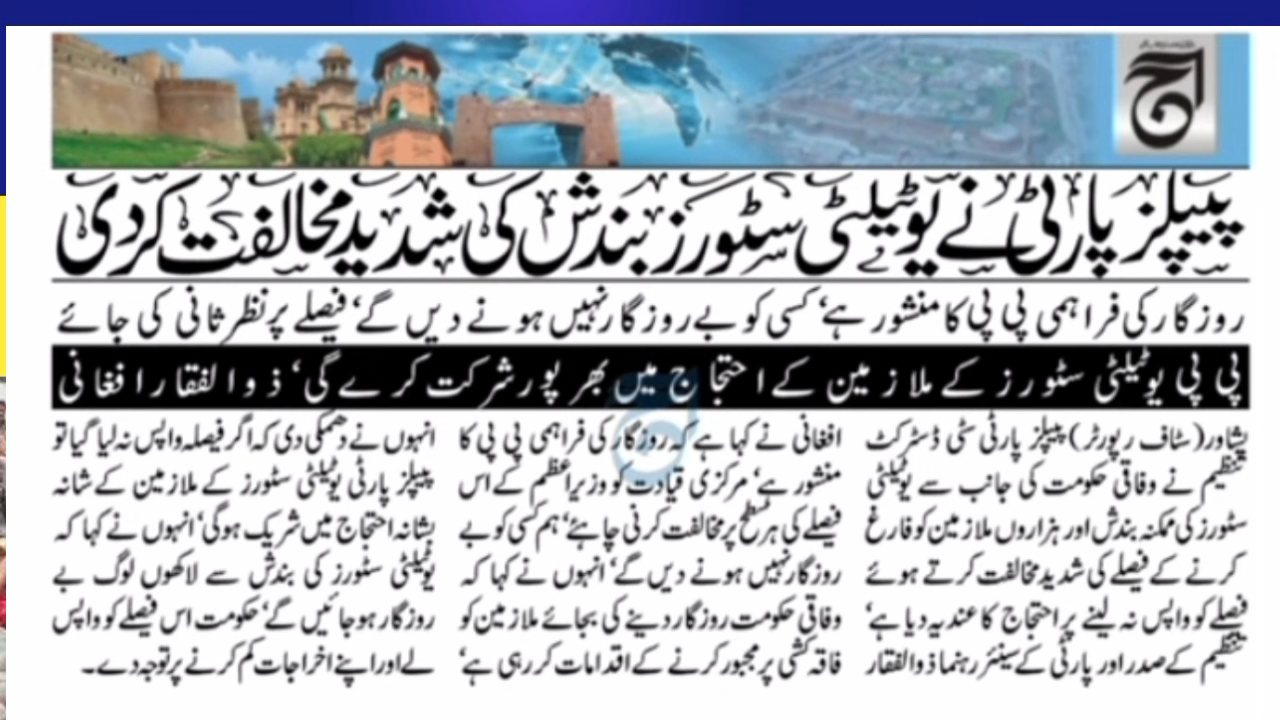 آج
پیپلز پارٹی نے یوٹیلٹی سٹورز بندش کی شدید مخالفت کردی
روزگار کی فراہمی پی پی کا منشور ہے، کسی کو بے روزگار نہیں ہونے دیں گے، فیصلے پر نظر ثانی کی جائے
پی پی یوٹیلٹی سٹورز کے ملازمین کے احتجاج میں بھرپور شرکت کرے گی، ذوالفقار افغانی
پشاور (سٹاف رپورٹر) پیپلز پارٹی سٹی ڈسٹرکٹ
تنظیم نے وفاقی حکومت کی جانب سے یوٹیلٹی
سٹورز کی ممکنہ بندش اور ہزاروں ملازمین کو فارغ
کرنے کے فیصلے کی شدید مخالفت کرتے ہوئے
فیصلے کو واپس نہ لینے پر احتجاج کا عندیہ دیا ہے،
تنظیم کے صدر اور پارٹی کے سینئر رہنما ذوالفقار
افغانی نے کہا ہے کہ روزگار کی فراہمی پی پی کا
منشور ہے، مرکزی قیادت کو وزیراعظم کے اس
فیصلے کی ہر سطح پر مخالفت کرنی چاہئے، ہم کسی کو بے
روزگار نہیں ہونے دیں گے، انہوں نے کہا کہ
وفاقی حکومت روزگار دینے کی بجائے ملازمین کو
فاقہ کشی پر مجبور کرنے کے اقدامات کر رہی ہے،
انہوں نے دھمکی دی کہ اگر فیصلہ واپس نہ لیا گیا تو
پیپلز پارٹی یوٹیلٹی سٹورز کے ملازمین کے شانہ
بشانہ احتجاج میں شریک ہوگی، انہوں نے کہا کہ
یوٹیلٹی سٹورز کی بندش سے لاکھوں لوگ بے
روزگار ہوجائیں گے، حکومت اس فیصلے کو واپس
لے اور اپنے اخراجات کم کرنے پر توجہ دے۔